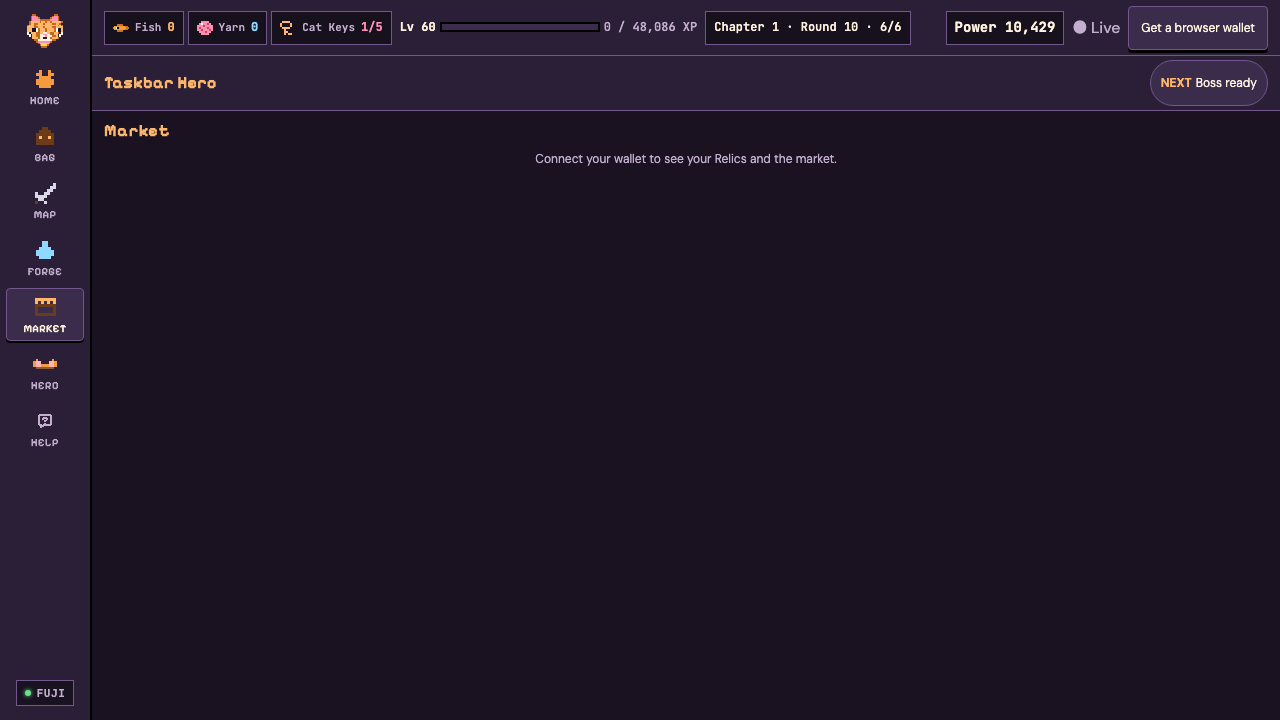 Fish 0
Yarn 0
Cat Keys 1/5
Lv 60
0 / 48,086 XP
Chapter 1 · Round 10 · 6/6
Power 10,429
Live
Get a browser wallet
HOME
BAG
MAP
FORGE
MARKET
HERO
HELP
FUJI
Taskbar Hero
NEXT Boss ready
Market
Connect your wallet to see your Relics and the market.